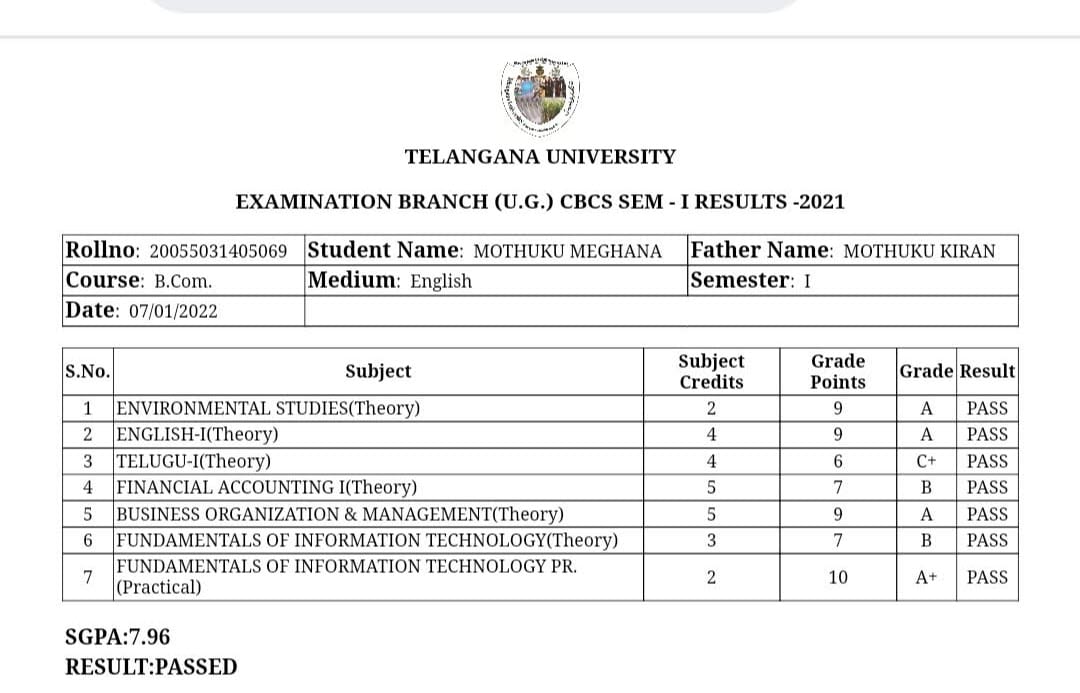 TELANGANA UNIVERSITY
EXAMINATION BRANCH (U.G.) CBCS SEM - I RESULTS -2021
Rollno: 20055031405069 Student Name: MOTHUKU MEGHANA Father Name: MOTHUKU KIRAN
Course: B.Com. Medium: English Semester: I
Date: 07/01/2022
S.No. Subject Subject Credits Grade Points Grade Result
1 ENVIRONMENTAL STUDIES(Theory) 2 9 A PASS
2 ENGLISH-I(Theory) 4 9 A PASS
3 TELUGU-I(Theory) 4 6 C+ PASS
4 FINANCIAL ACCOUNTING I(Theory) 5 7 B PASS
5 BUSINESS ORGANIZATION & MANAGEMENT(Theory) 5 9 A PASS
6 FUNDAMENTALS OF INFORMATION TECHNOLOGY(Theory) 3 7 B PASS
7 FUNDAMENTALS OF INFORMATION TECHNOLOGY PR.
(Practical) 2 10 A+ PASS
SGPA:7.96
RESULT:PASSED